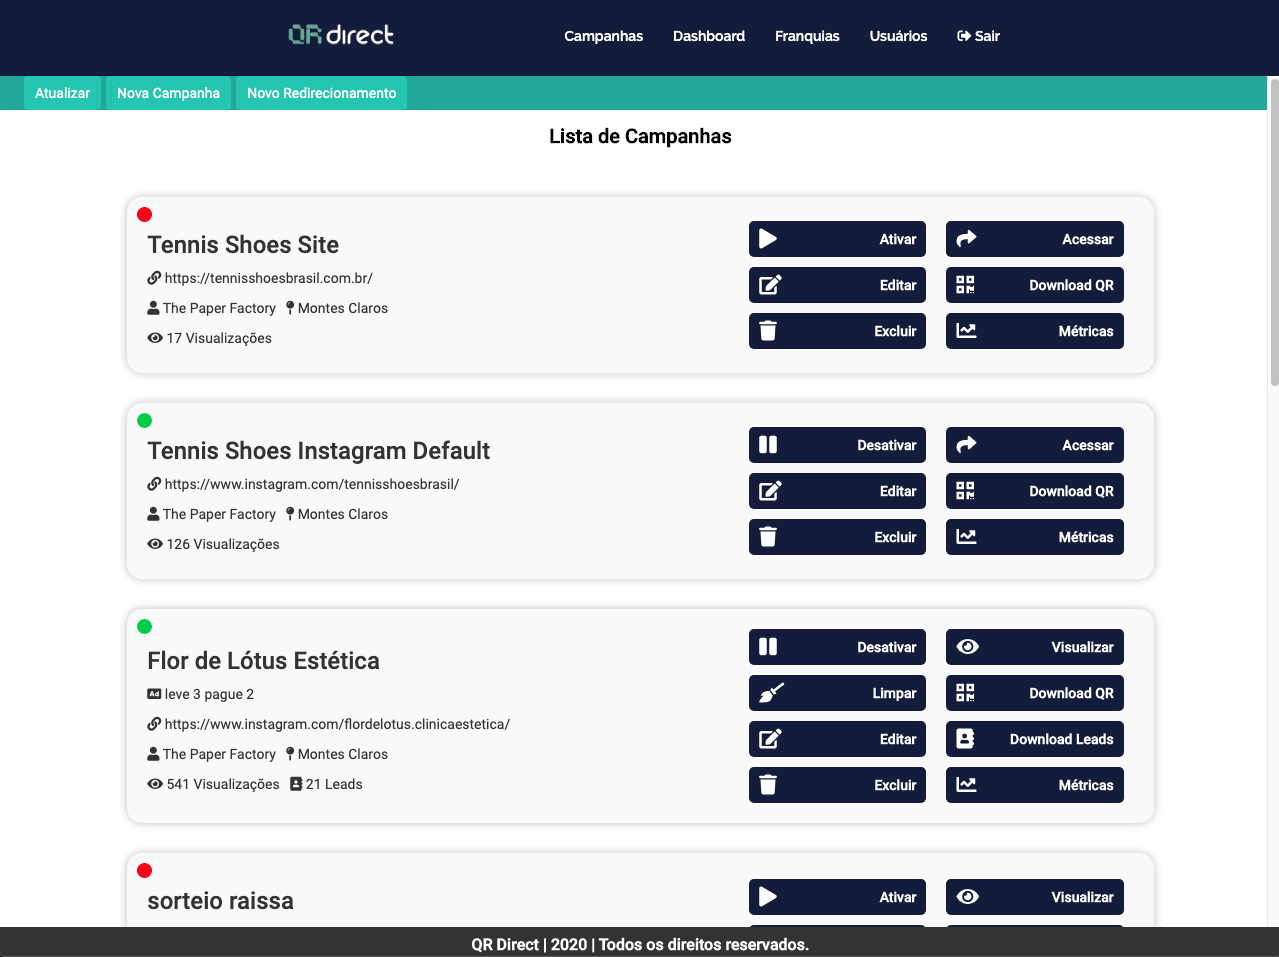 QR direct
Campanhas Dashboard Franquias Usuários Sair
Atualizar Nova Campanha Novo Redirecionamento
Lista de Campanhas
Tennis Shoes Site
https://tennisshoesbrasil.com.br/
The Paper Factory Montes Claros
17 Visualizações
Ativar Acessar
Editar Download QR
Excluir Métricas
Tennis Shoes Instagram Default
https://www.instagram.com/tennisshoesbrasil/
The Paper Factory Montes Claros
126 Visualizações
Desativar Acessar
Editar Download QR
Excluir Métricas
Flor de Lótus Estética
Ad leve 3 pague 2
https://www.instagram.com/flordelotus.clinicaestetica/
The Paper Factory Montes Claros
541 Visualizações 21 Leads
Desativar Visualizar
Limpar Download QR
Editar Download Leads
Excluir Métricas
sorteio raissa
Ativar Visualizar
QR Direct | 2020 | Todos os direitos reservados.